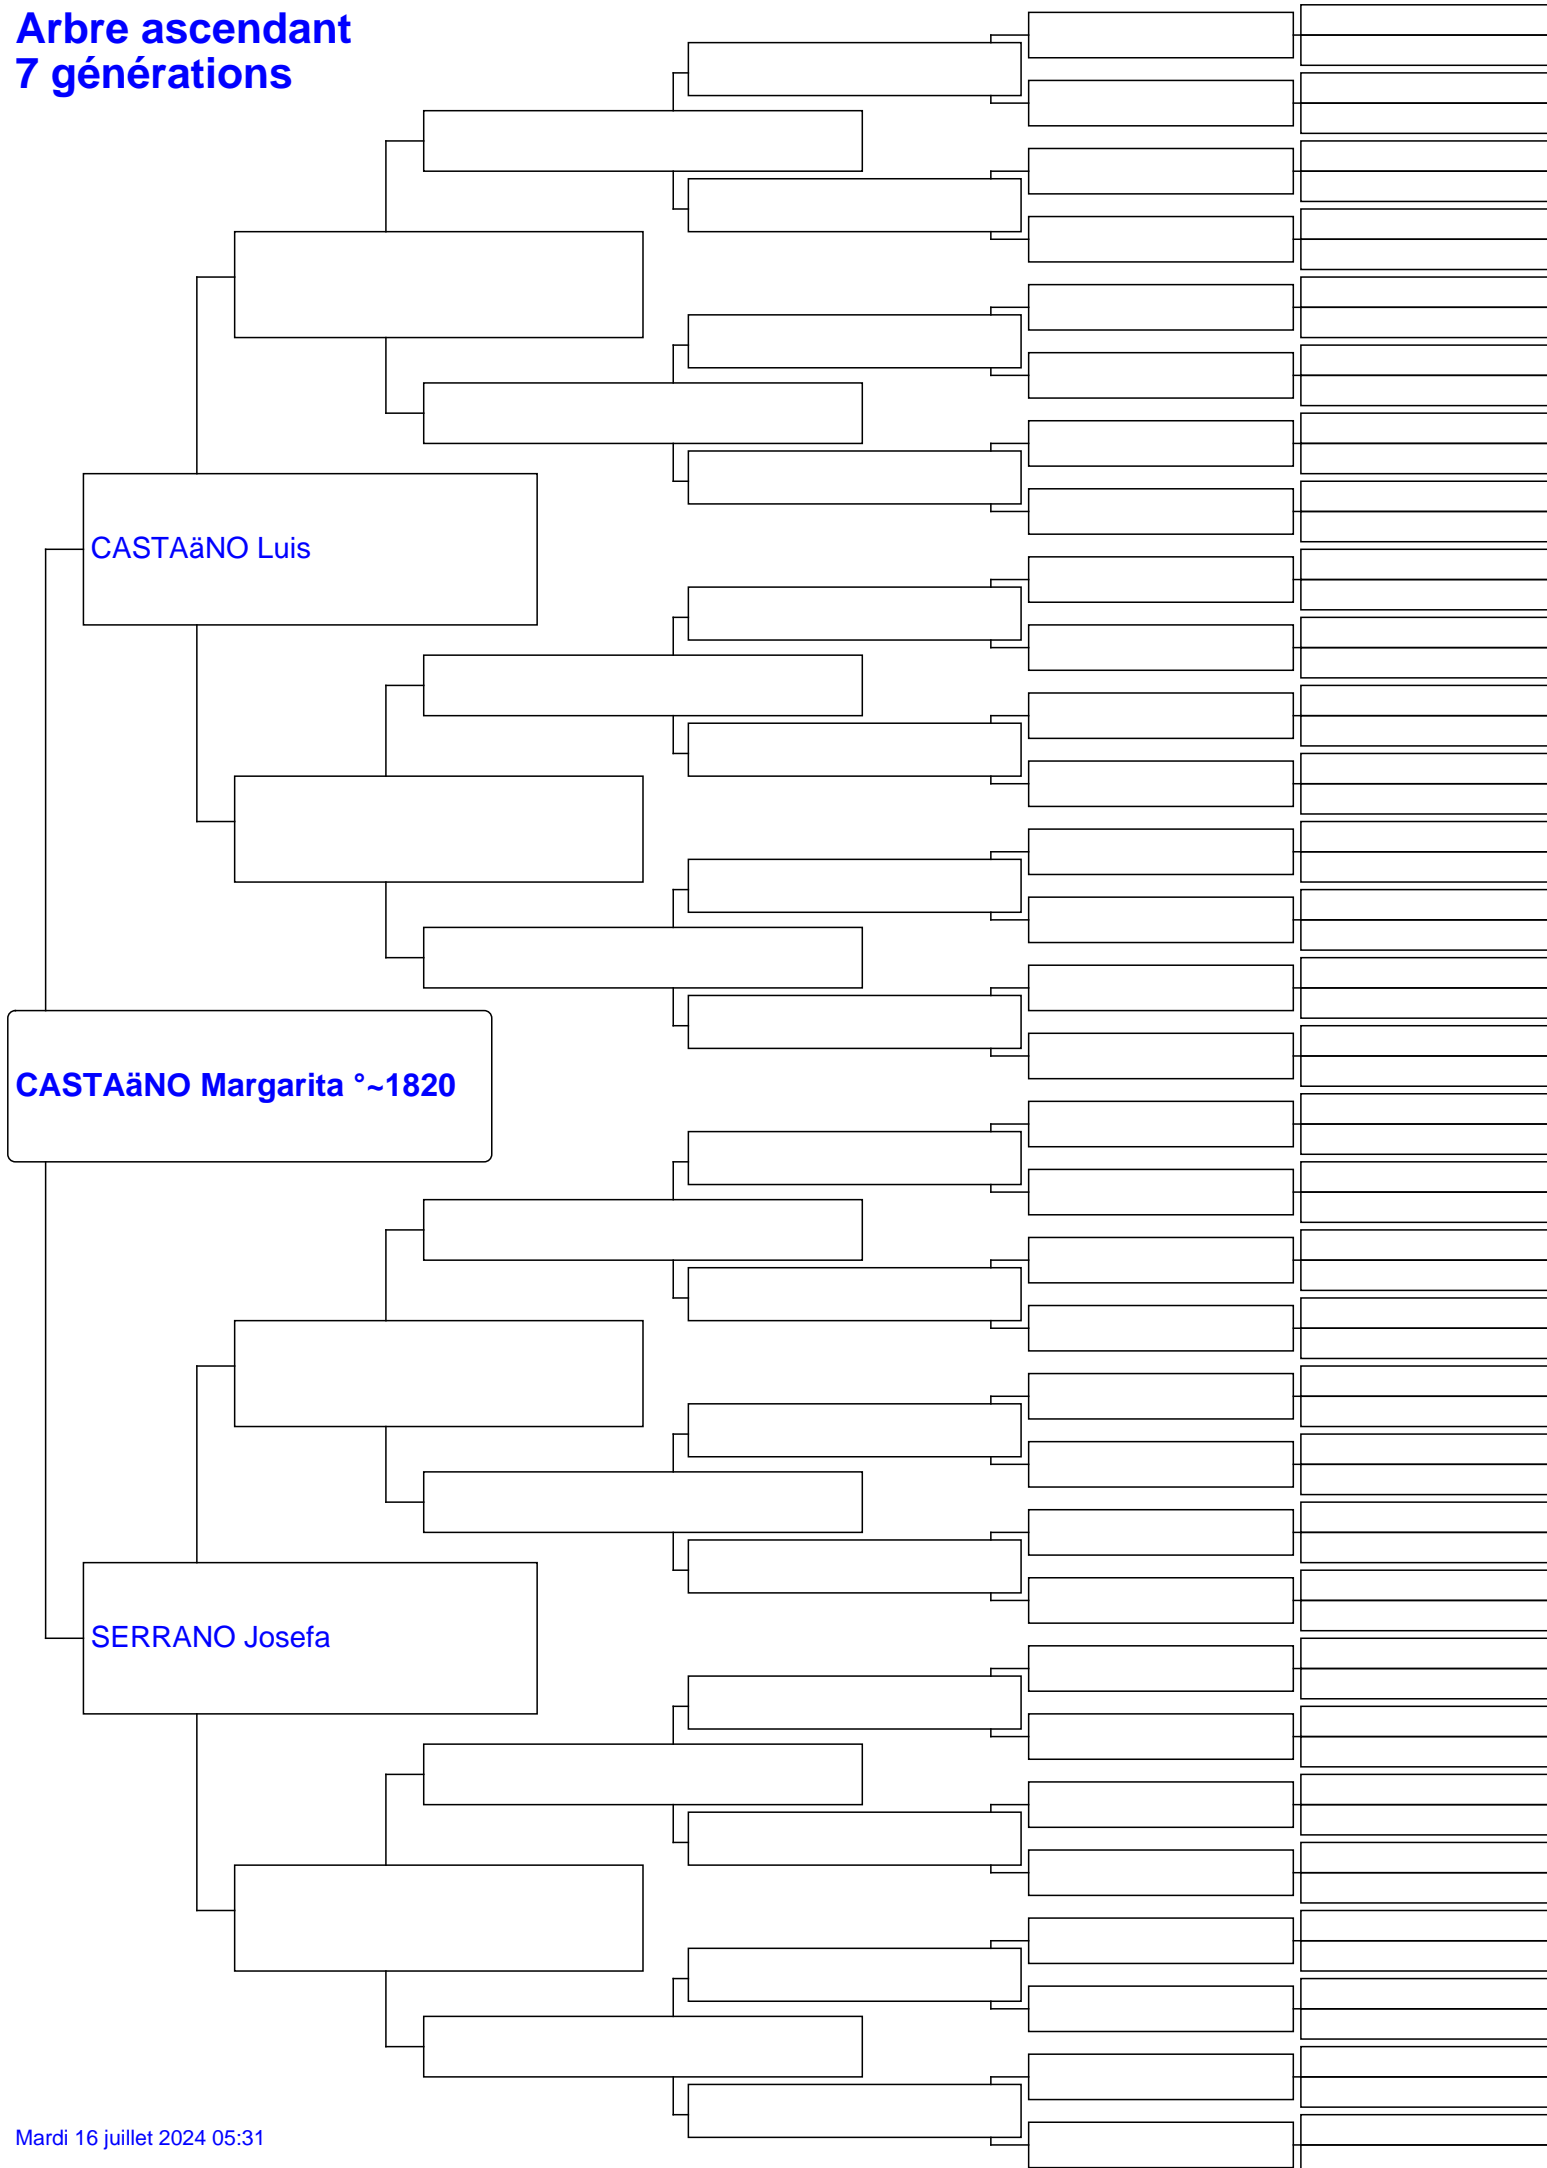 Arbre ascendant
7 générations
CASTAäNO Luis
CASTAäNO Margarita °~1820
SERRANO Josefa
Mardi 16 juillet 2024 05:31